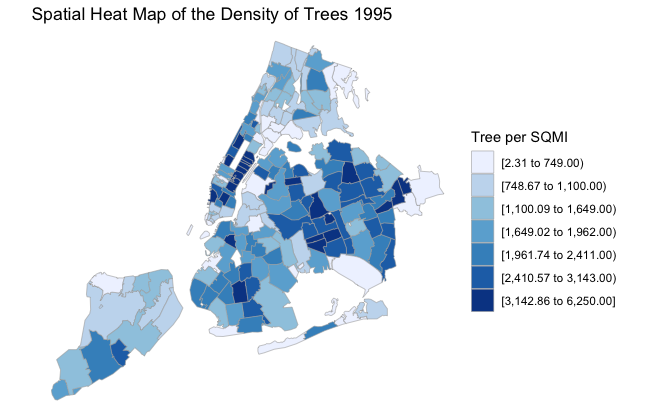 Spatial Heat Map of the Density of Trees 1995
Tree per SQMI
[2.31 to 749.00)
[748.67 to 1,100.00)
[1,100.09 to 1,649.00)
[1,649.02 to 1,962.00)
[1,961.74 to 2,411.00)
[2,410.57 to 3,143.00)
[3,142.86 to 6,250.00]